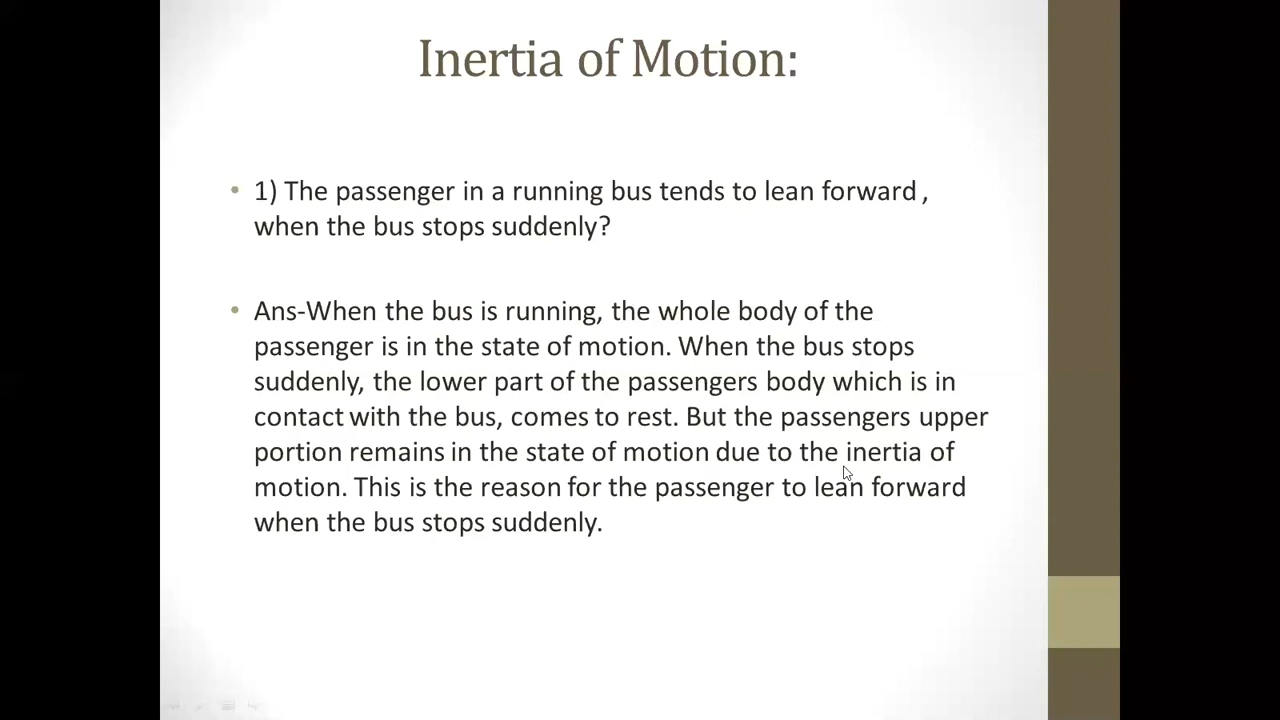 Inertia of Motion:
• 1) The passenger in a running bus tends to lean forward ,
when the bus stops suddenly?
• Ans-When the bus is running, the whole body of the
passenger is in the state of motion. When the bus stops
suddenly, the lower part of the passengers body which is in
contact with the bus, comes to rest. But the passengers upper
portion remains in the state of motion due to the inertia of
motion. This is the reason for the passenger to lean forward
when the bus stops suddenly.